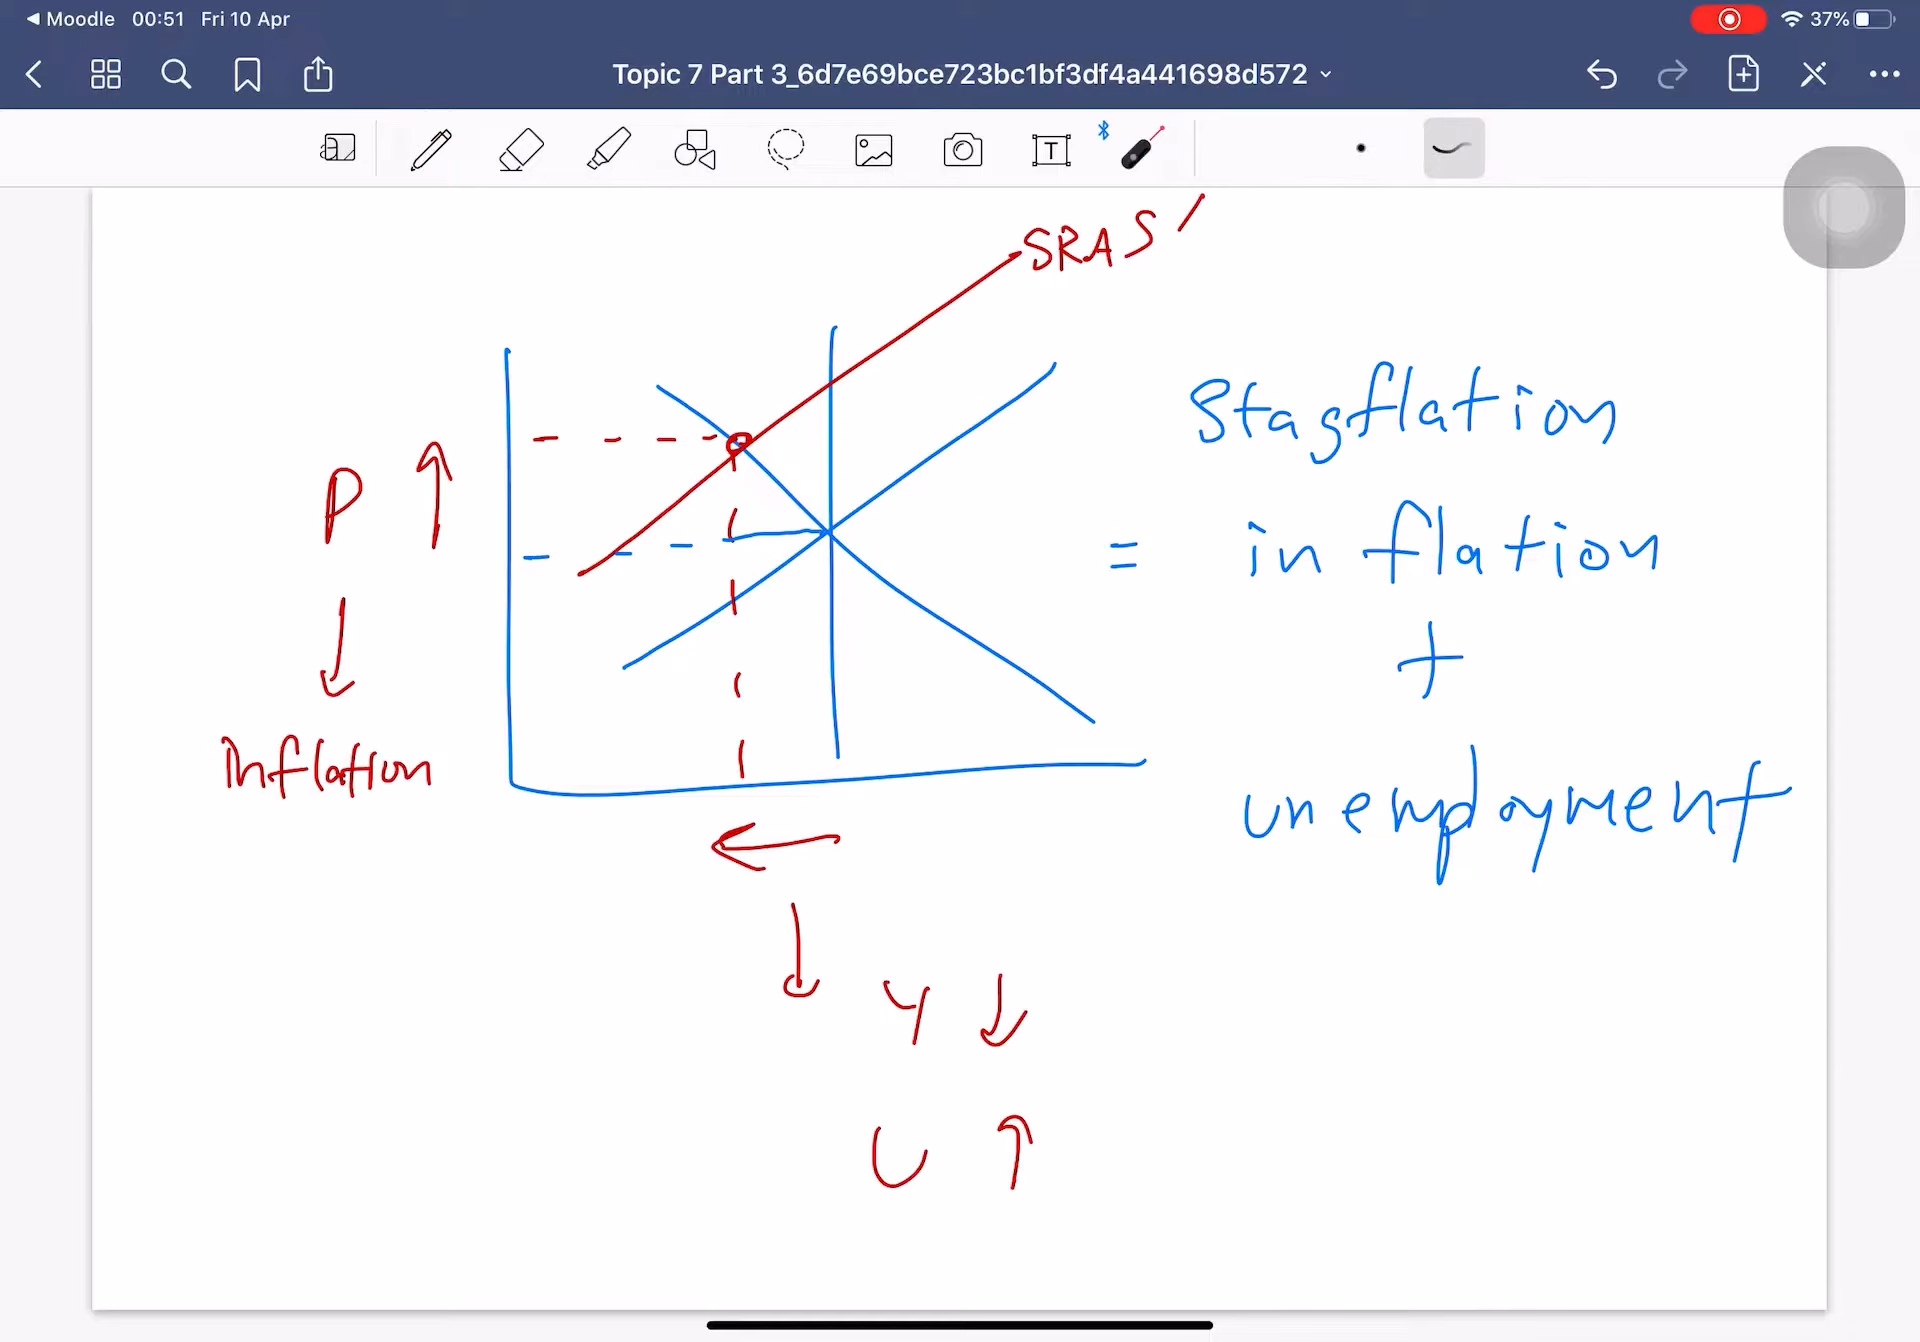 Moodle 00:51 Fri 10 Apr
37%
Topic 7 Part 3_6d7e69bce723bc1bf3df4a441698d572
a
T
SRAS'
Stagflation
P
= inflation
+
Inflation
unemployment
Y
U